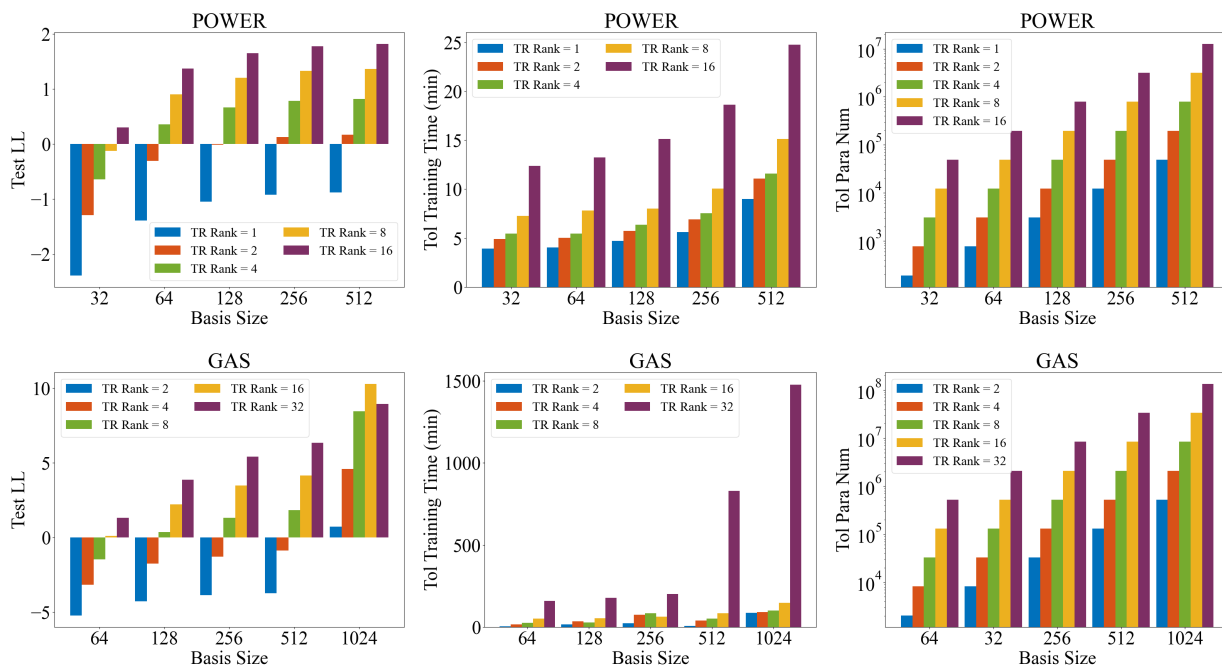 POWER
2
1
0
−1
−2
Test LL
TR Rank = 1
TR Rank = 2
TR Rank = 4
TR Rank = 8
TR Rank = 16
32 64 128 256 512
Basis Size
POWER
25
20
15
10
5
0
Tol Training Time (min)
TR Rank = 1
TR Rank = 2
TR Rank = 4
TR Rank = 8
TR Rank = 16
32 64 128 256 512
Basis Size
POWER
10^7
10^6
10^5
10^4
10^3
Tol Para Num
TR Rank = 1
TR Rank = 2
TR Rank = 4
TR Rank = 8
TR Rank = 16
32 64 128 256 512
Basis Size
GAS
10
5
0
−5
Test LL
TR Rank = 2
TR Rank = 4
TR Rank = 8
TR Rank = 16
TR Rank = 32
64 128 256 512 1024
Basis Size
GAS
1500
1000
500
0
Tol Training Time (min)
TR Rank = 2
TR Rank = 4
TR Rank = 8
TR Rank = 16
TR Rank = 32
64 128 256 512 1024
Basis Size
GAS
10^8
10^7
10^6
10^5
10^4
Tol Para Num
TR Rank = 2
TR Rank = 4
TR Rank = 8
TR Rank = 16
TR Rank = 32
64 32 256 512 1024
Basis Size